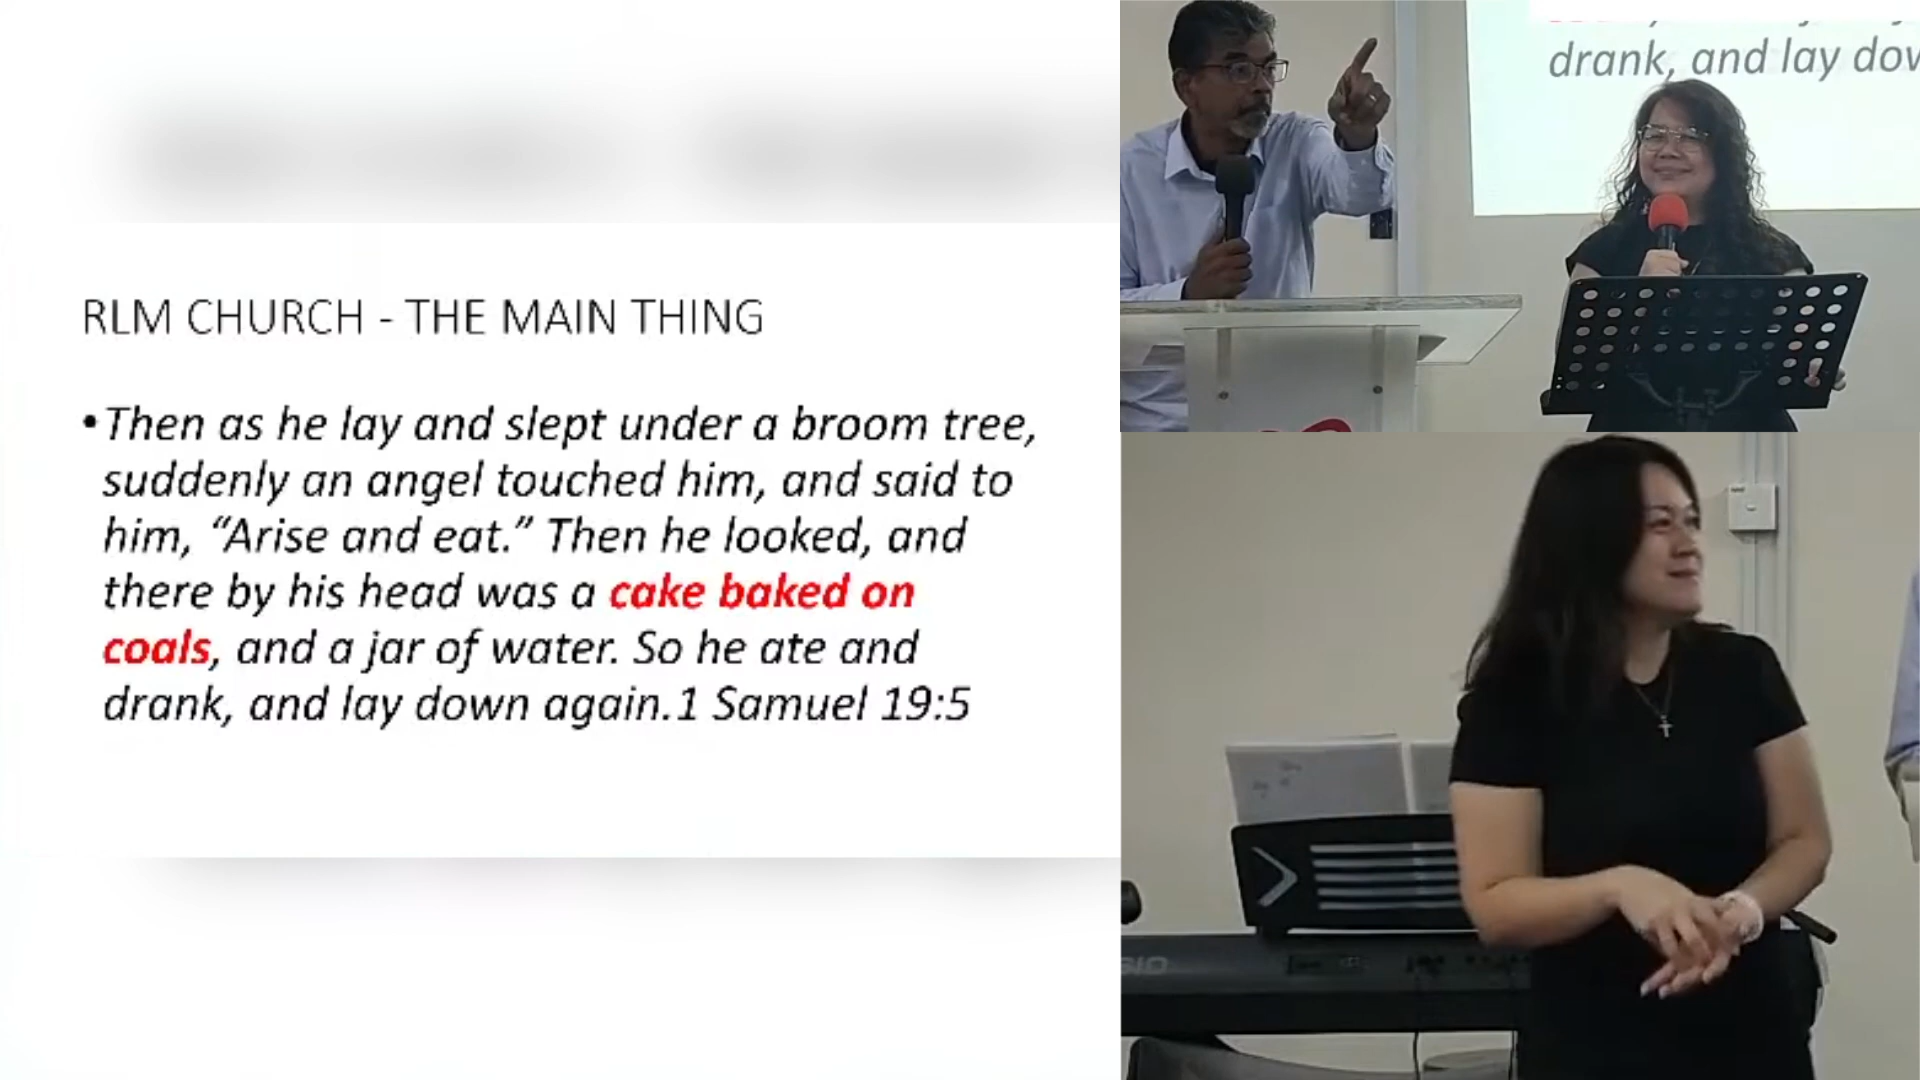 RLM CHURCH - THE MAIN THING
•Then as he lay and slept under a broom tree,
suddenly an angel touched him, and said to
him, “Arise and eat.” Then he looked, and
there by his head was a cake baked on
coals, and a jar of water. So he ate and
drank, and lay down again.1 Samuel 19:5
drank, and lay dow